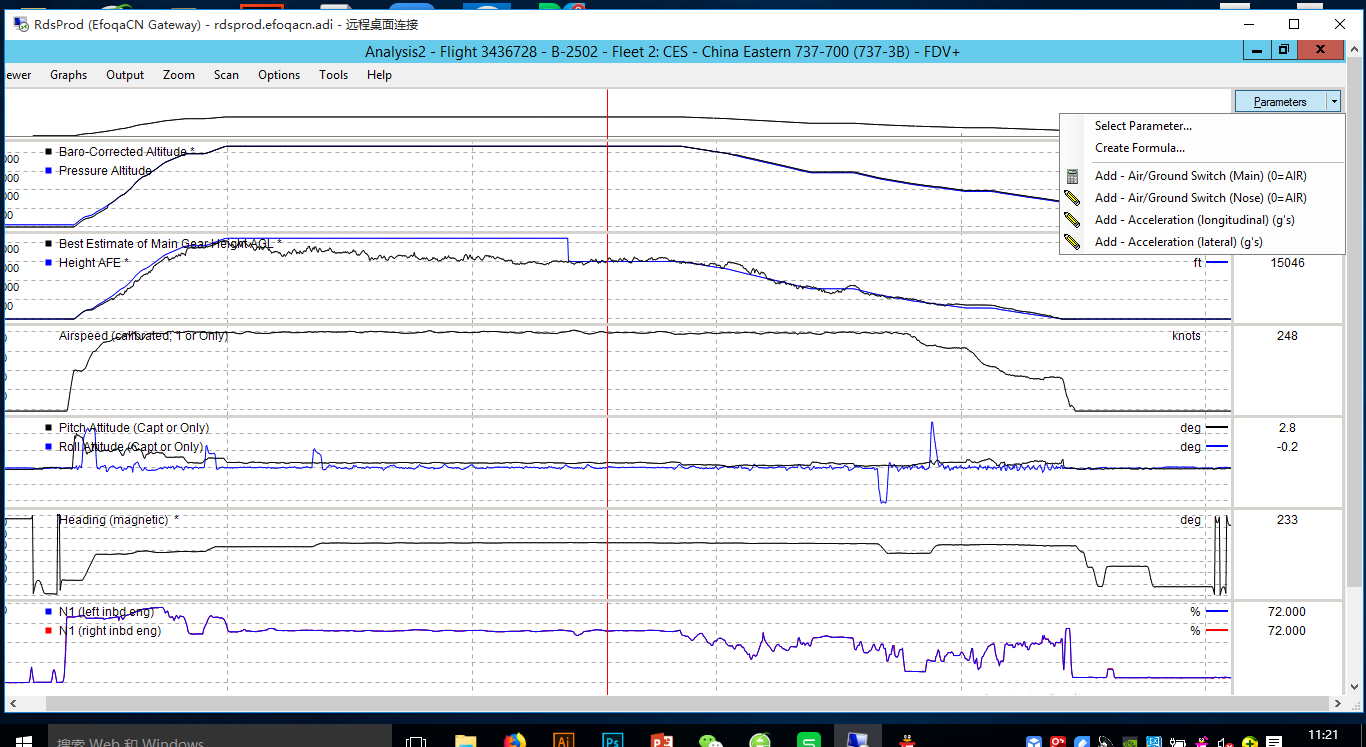 RdsProd (EfoqaCN Gateway) - rdsprod.efoqacn.adi - 远程桌面连接
Analysis2 - Flight 3436728 - B-2502 - Fleet 2: CES - China Eastern 737-700 (737-3B) - FDV+
ewer Graphs Output Zoom Scan Options Tools Help
Parameters
Select Parameter...
Create Formula...
Add - Air/Ground Switch (Main) (0=AIR)
Add - Air/Ground Switch (Nose) (0=AIR)
Add - Acceleration (longitudinal) (g's)
Add - Acceleration (lateral) (g's)
Baro-Corrected Altitude *
Pressure Altitude
Best Estimate of Main Gear Height AGL *
Height AFE * ft 15046
Airspeed (calibrated; 1 or Only) knots 248
Pitch Attitude (Capt or Only) deg 2.8
Roll Attitude (Capt or Only) deg -0.2
Heading (magnetic) * deg 233
N1 (left inbd eng) % 72.000
N1 (right inbd eng) % 72.000
搜索 Web 和 Windows
11:21